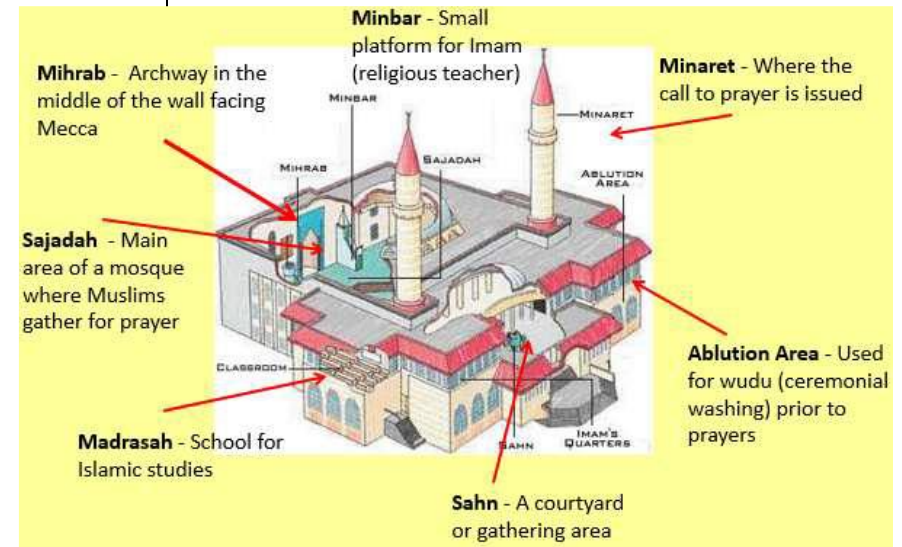 Minbar - Small
platform for Imam
(religious teacher)
Mihrab - Archway in the
middle of the wall facing
Mecca
Minaret - Where the
call to prayer is issued
MINBAR
MINARET
SAJADAH
MIHRAB
ABLUTION
AREA
Sajadah - Main
area of a mosque
where Muslims
gather for prayer
Ablution Area - Used
for wudu (ceremonial
washing) prior to
prayers
CLASSROOM
Madrasah - School for
Islamic studies
SAHN
IMAM'S
QUARTERS
Sahn - A courtyard
or gathering area